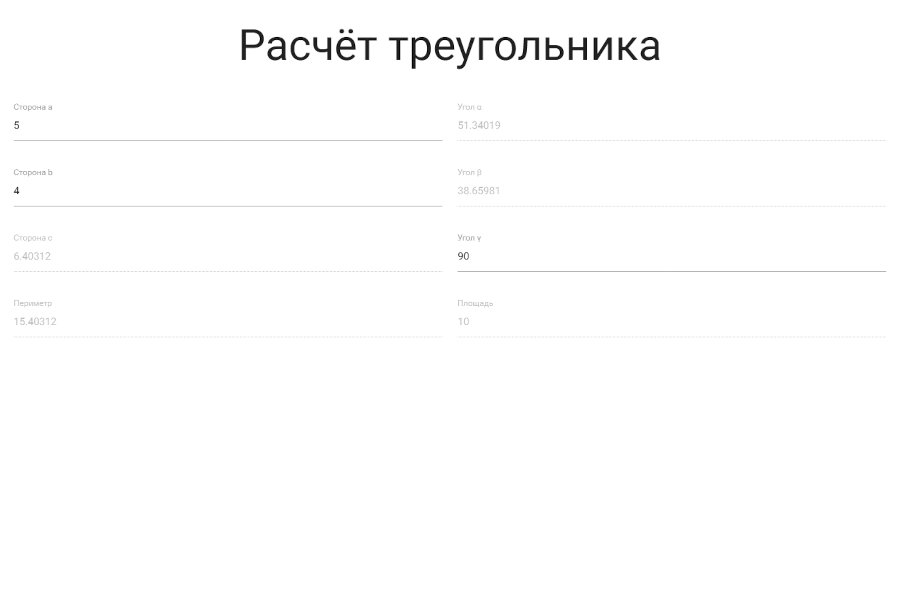 Расчёт треугольника
Сторона a
5
Угол α
51.34019
Сторона b
4
Угол β
38.65981
Сторона c
6.40312
Угол γ
90
Периметр
15.40312
Площадь
10